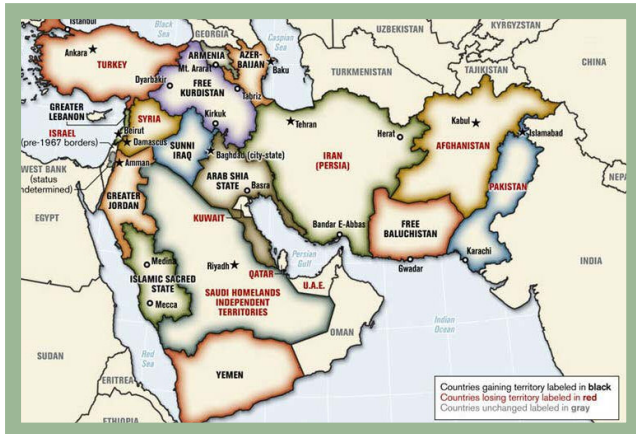 Istanbul
Black
Sea
GEORGIA
Caspian
Sea
UZBEKISTAN
KYRGYZSTAN
Ankara
TURKEY
ARMENIA
Mt. Ararat
AZER-
BAIJAN
Baku
TURKMENISTAN
TAJIKISTAN
CHINA
Dyarbakir
FREE
KURDISTAN
Tabriz
GREATER
LEBANON
SYRIA
Kirkuk
Tehran
Herat
Kabul
Islamabad
ISRAEL
(pre-1967 borders)
Beirut
Damascus
SUNNI
IRAQ
Baghdad (city-state)
IRAN
(PERSIA)
AFGHANISTAN
WEST BANK
(status
undetermined)
Amman
ARAB SHIA
STATE
Basra
PAKISTAN
NEPA
GREATER
JORDAN
EGYPT
KUWAIT
Bandar E-Abbas
FREE
BALUCHISTAN
Karachi
Gwadar
INDIA
Medina
ISLAMIC SACRED
STATE
Mecca
Riyadh
Persian
Gulf
QATAR
U.A.E.
SAUDI HOMELANDS
INDEPENDENT
TERRITORIES
OMAN
Indian
Ocean
SUDAN
Red
Sea
ERITREA
YEMEN
ETHIOPIA
Countries gaining territory labeled in black
Countries losing territory labeled in red
Countries unchanged labeled in gray